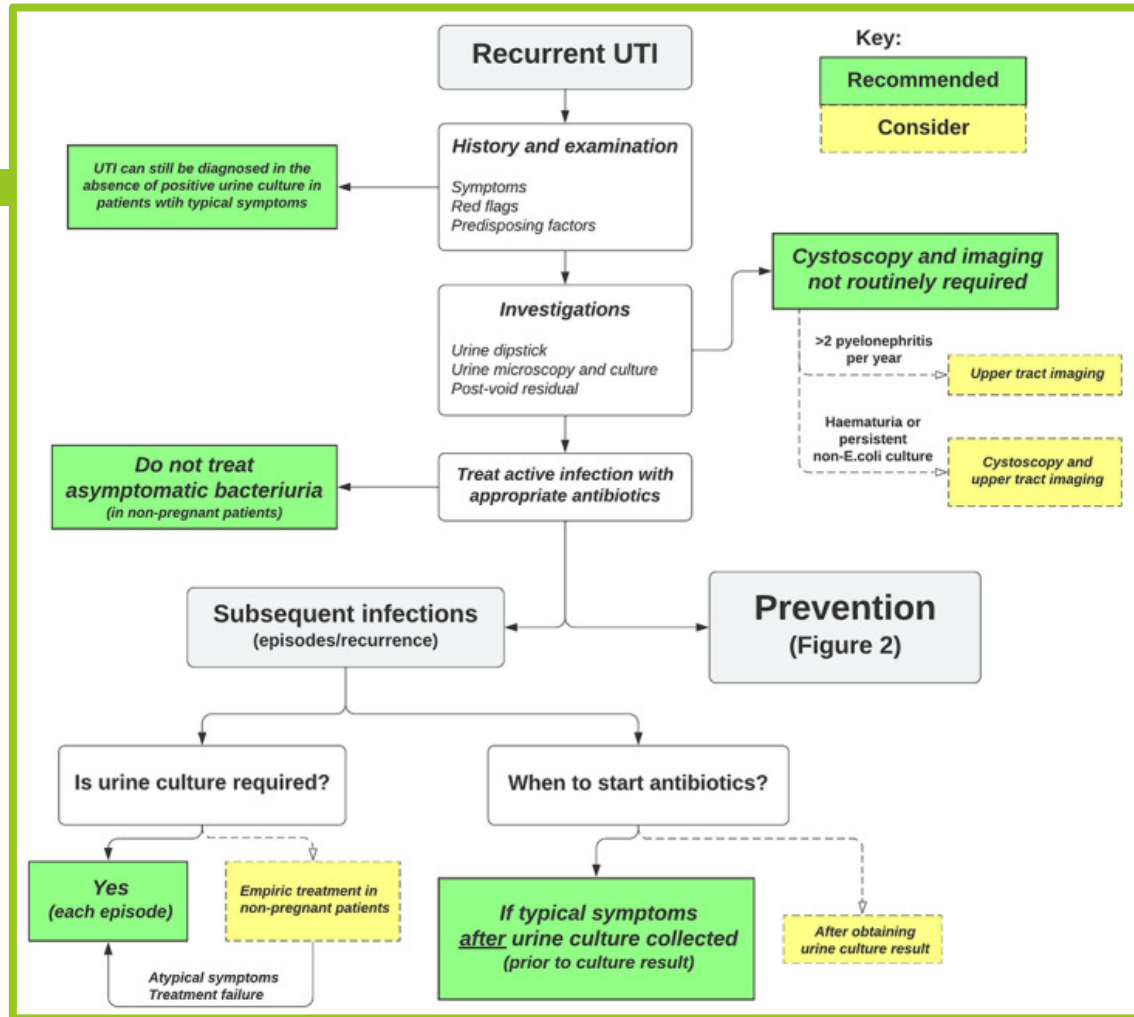 Recurrent UTI
Key:
Recommended
Consider
History and examination
Symptoms
Red flags
Predisposing factors
UTI can still be diagnosed in the
absence of positive urine culture in
patients wtih typical symptoms
Investigations
Urine dipstick
Urine microscopy and culture
Post-void residual
Cystoscopy and imaging
not routinely required
>2 pyelonephritis
per year
Upper tract imaging
Haematuria or
persistent
non-E.coli culture
Cystoscopy and
upper tract imaging
Do not treat
asymptomatic bacteriuria
(in non-pregnant patients)
Treat active infection with
appropriate antibiotics
Subsequent infections
(episodes/recurrence)
Prevention
(Figure 2)
Is urine culture required?
When to start antibiotics?
Yes
(each episode)
Empiric treatment in
non-pregnant patients
Atypical symptoms
Treatment failure
If typical symptoms
after urine culture collected
(prior to culture result)
After obtaining
urine culture result